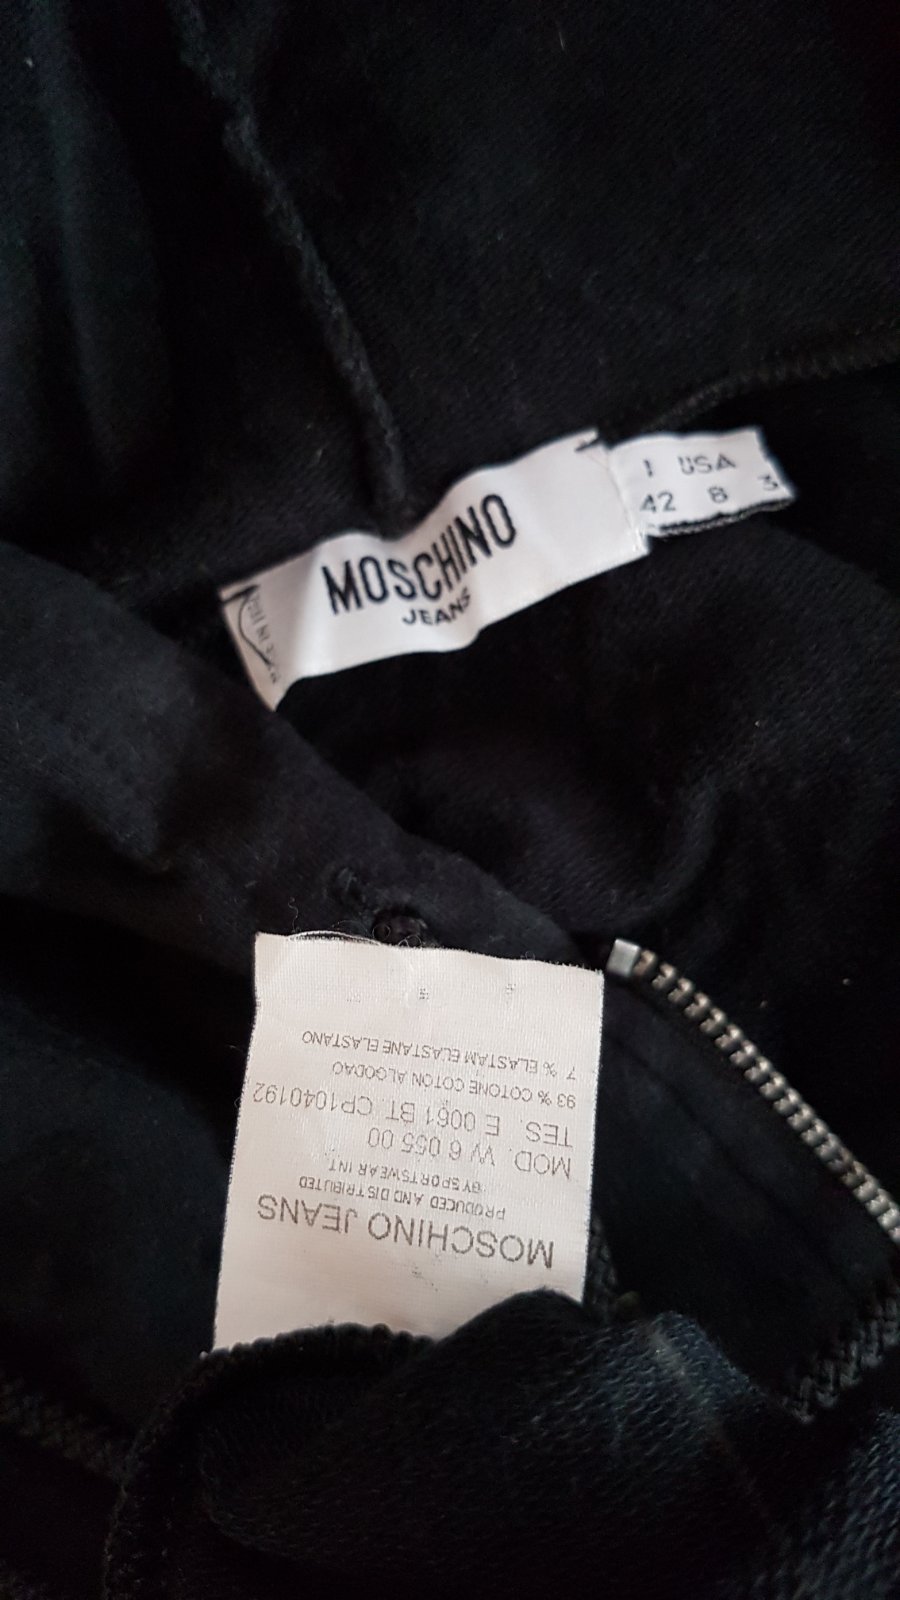 MOSCHINO
JEANS
I USA
42 8 3
MOSCHINO JEANS
PRODUCED AND DISTRIBUTED
BY SPORTSWEAR INT.
MOD. W 6 055 00
TES. E 0061 BT. CP1040192
93 % COTONE COTON ALGODAO
7 % ELASTAM ELASTANE ELASTANO